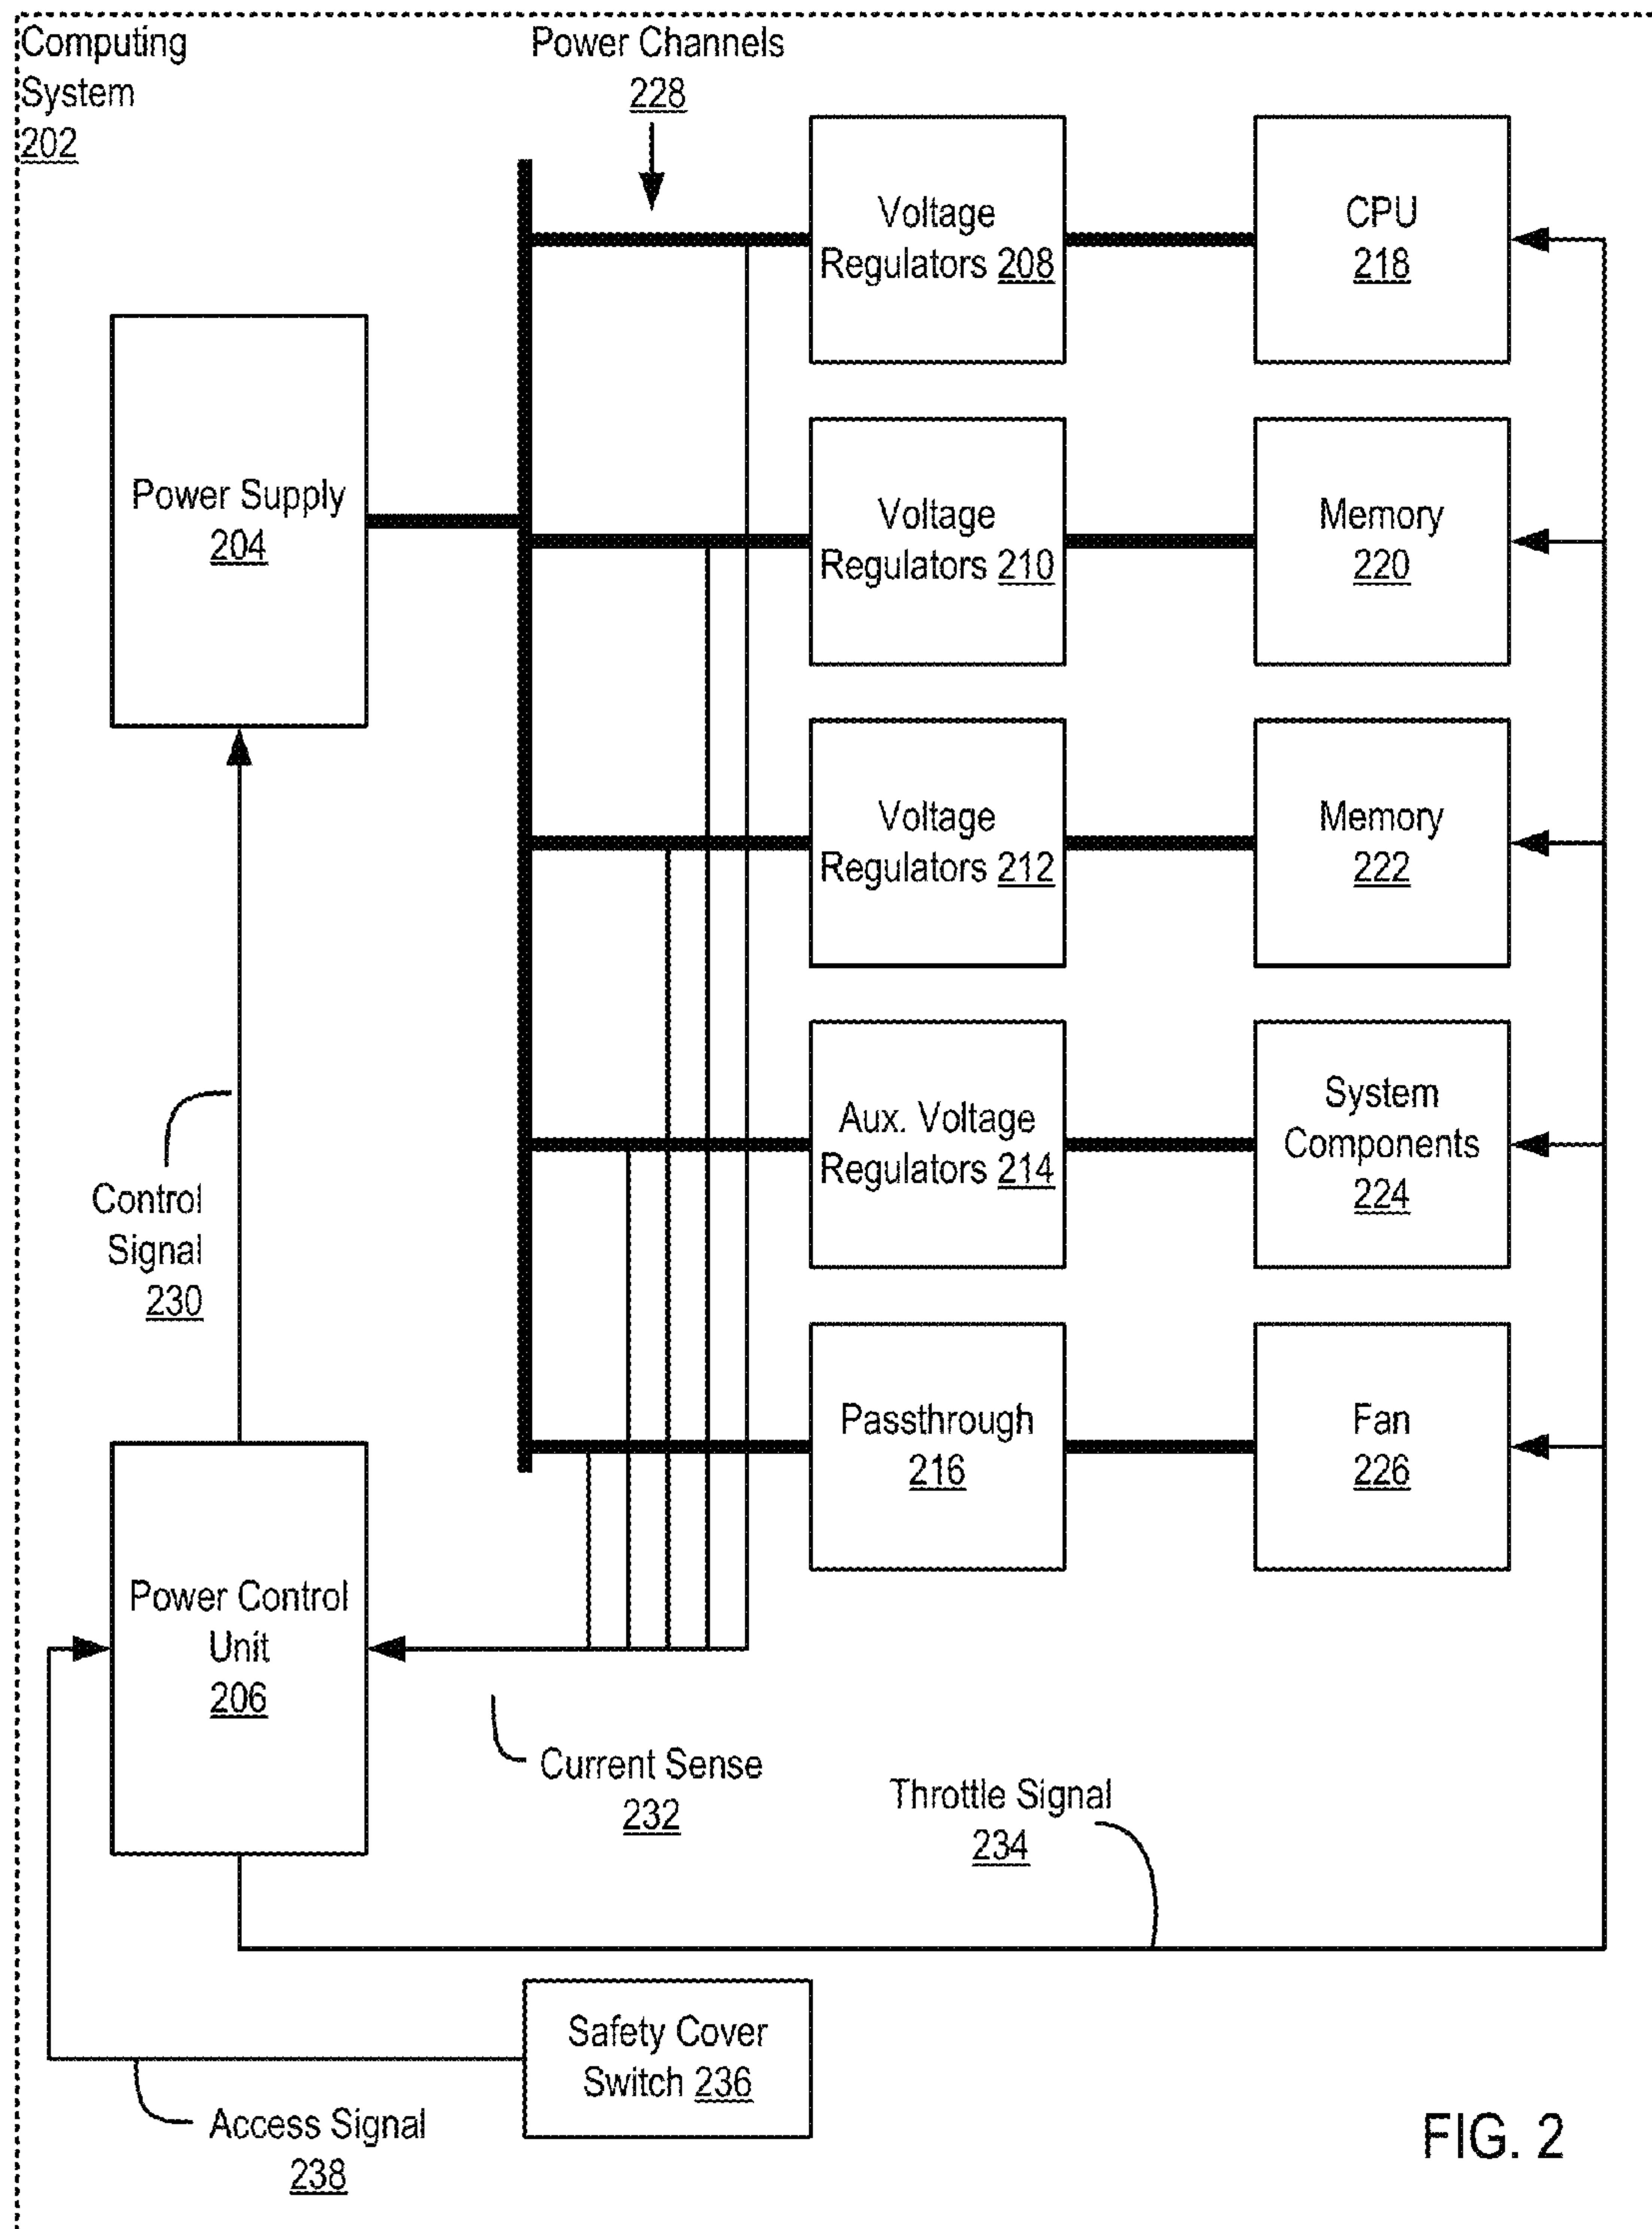 Computing
System
202
Power Channels
228
Voltage
Regulators 208
CPU
218
Power Supply
204
Voltage
Regulators 210
Memory
220
Voltage
Regulators 212
Memory
222
Control
Signal
230
Aux. Voltage
Regulators 214
System
Components
224
Passthrough
216
Fan
226
Power Control
Unit
206
Current Sense
232
Throttle Signal
234
Safety Cover
Switch 236
Access Signal
238
FIG. 2